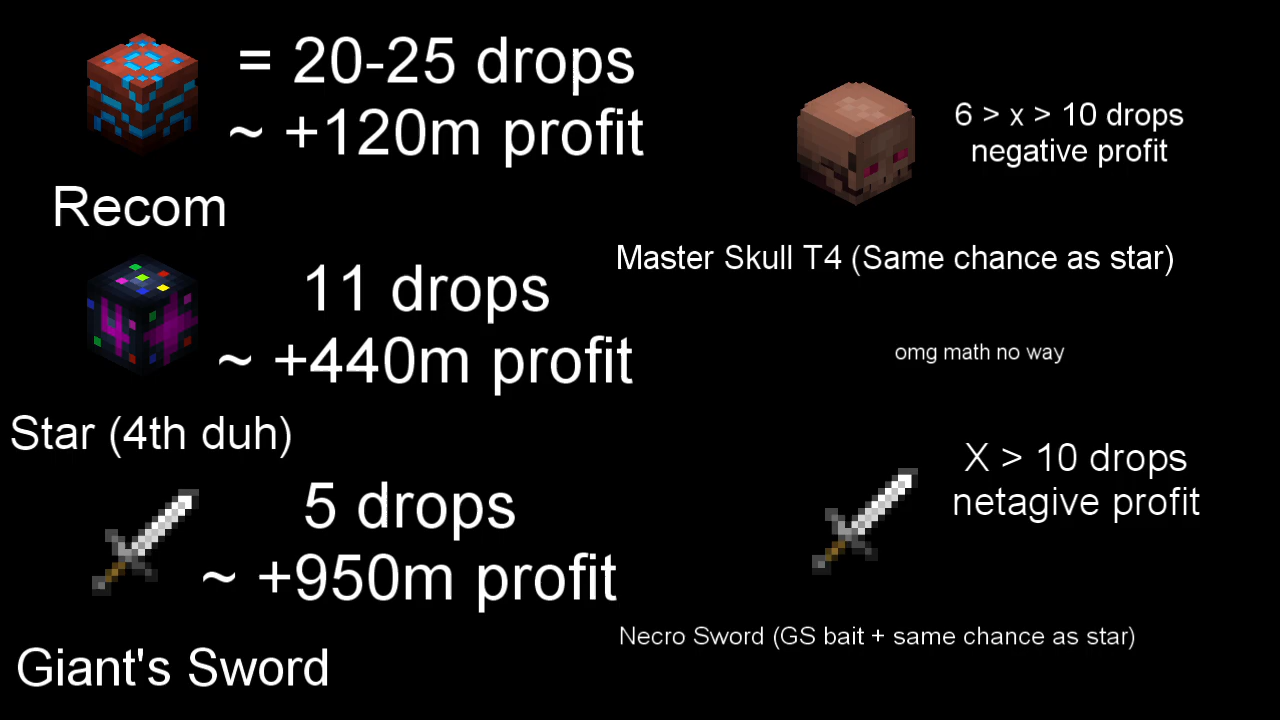 = 20-25 drops
~ +120m profit
Recom
11 drops
~ +440m profit
Star (4th duh)
5 drops
~ +950m profit
Giant's Sword
6 > x > 10 drops
negative profit
Master Skull T4 (Same chance as star)
omg math no way
X > 10 drops
netagive profit
Necro Sword (GS bait + same chance as star)